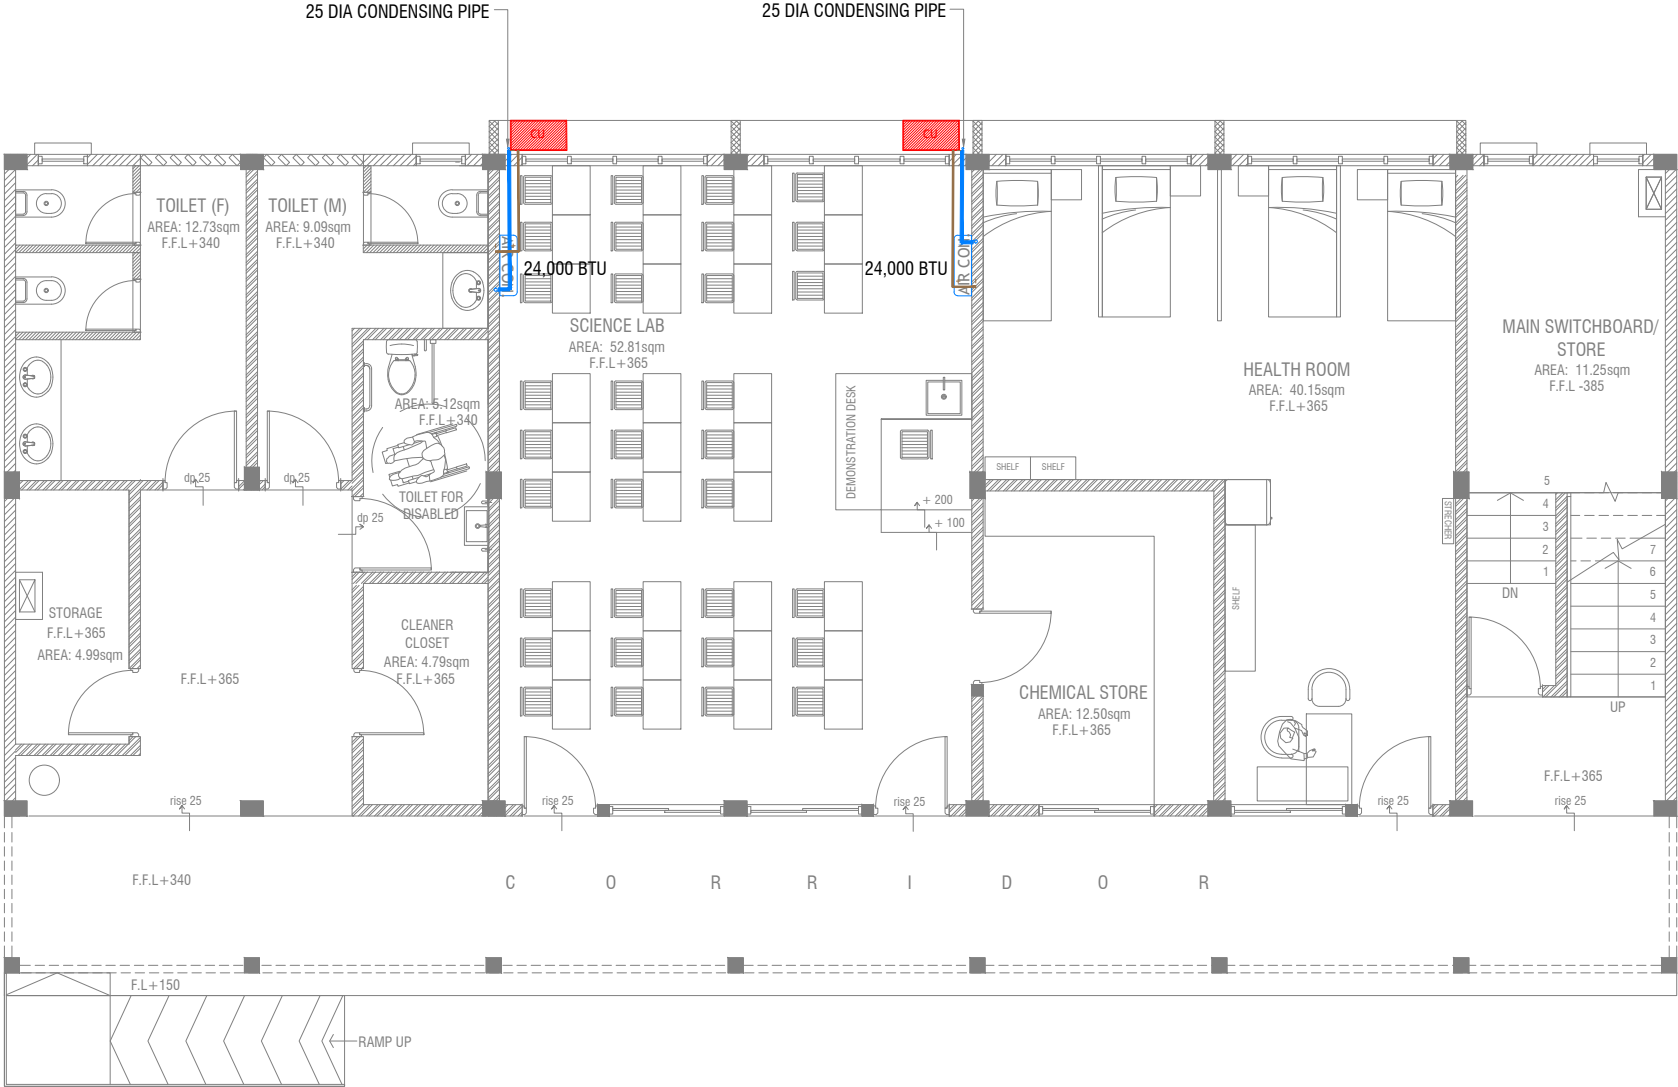 25 DIA CONDENSING PIPE
25 DIA CONDENSING PIPE
CU
CU
TOILET (F)
AREA: 12.73sqm
F.F.L+340
TOILET (M)
AREA: 9.09sqm
F.F.L+340
AIR CON
24,000 BTU
24,000 BTU
AIR CON
SCIENCE LAB
AREA: 52.81sqm
F.F.L+365
HEALTH ROOM
AREA: 40.15sqm
F.F.L+365
MAIN SWITCHBOARD/
STORE
AREA: 11.25sqm
F.F.L -385
AREA: 5.12sqm
F.F.L+340
TOILET FOR
DISABLED
DEMONSTRATION DESK
SHELF
SHELF
dp 25
dp 25
dp 25
+ 200
+ 100
STRECHER
5
4
3
2
1
DN
7
6
5
4
3
2
1
UP
SHELF
STORAGE
F.F.L+365
AREA: 4.99sqm
F.F.L+365
CLEANER
CLOSET
AREA: 4.79sqm
F.F.L+365
CHEMICAL STORE
AREA: 12.50sqm
F.F.L+365
F.F.L+365
rise 25
rise 25
rise 25
rise 25
rise 25
F.F.L+340
C O R R I D O R
F.L+150
RAMP UP